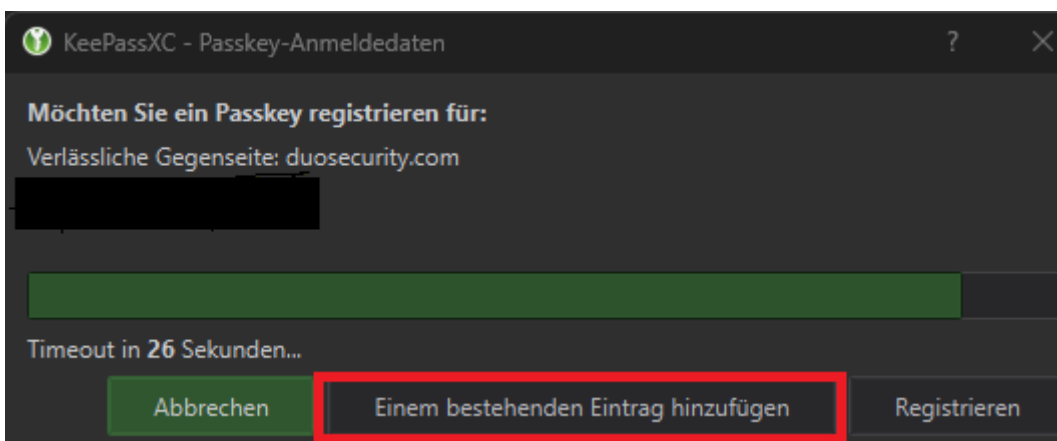 KeePassXC - Passkey-Anmeldedaten ? ×
Möchten Sie ein Passkey registrieren für:
Verlässliche Gegenseite: duosecurity.com
Timeout in 26 Sekunden...
Abbrechen Einem bestehenden Eintrag hinzufügen Registrieren